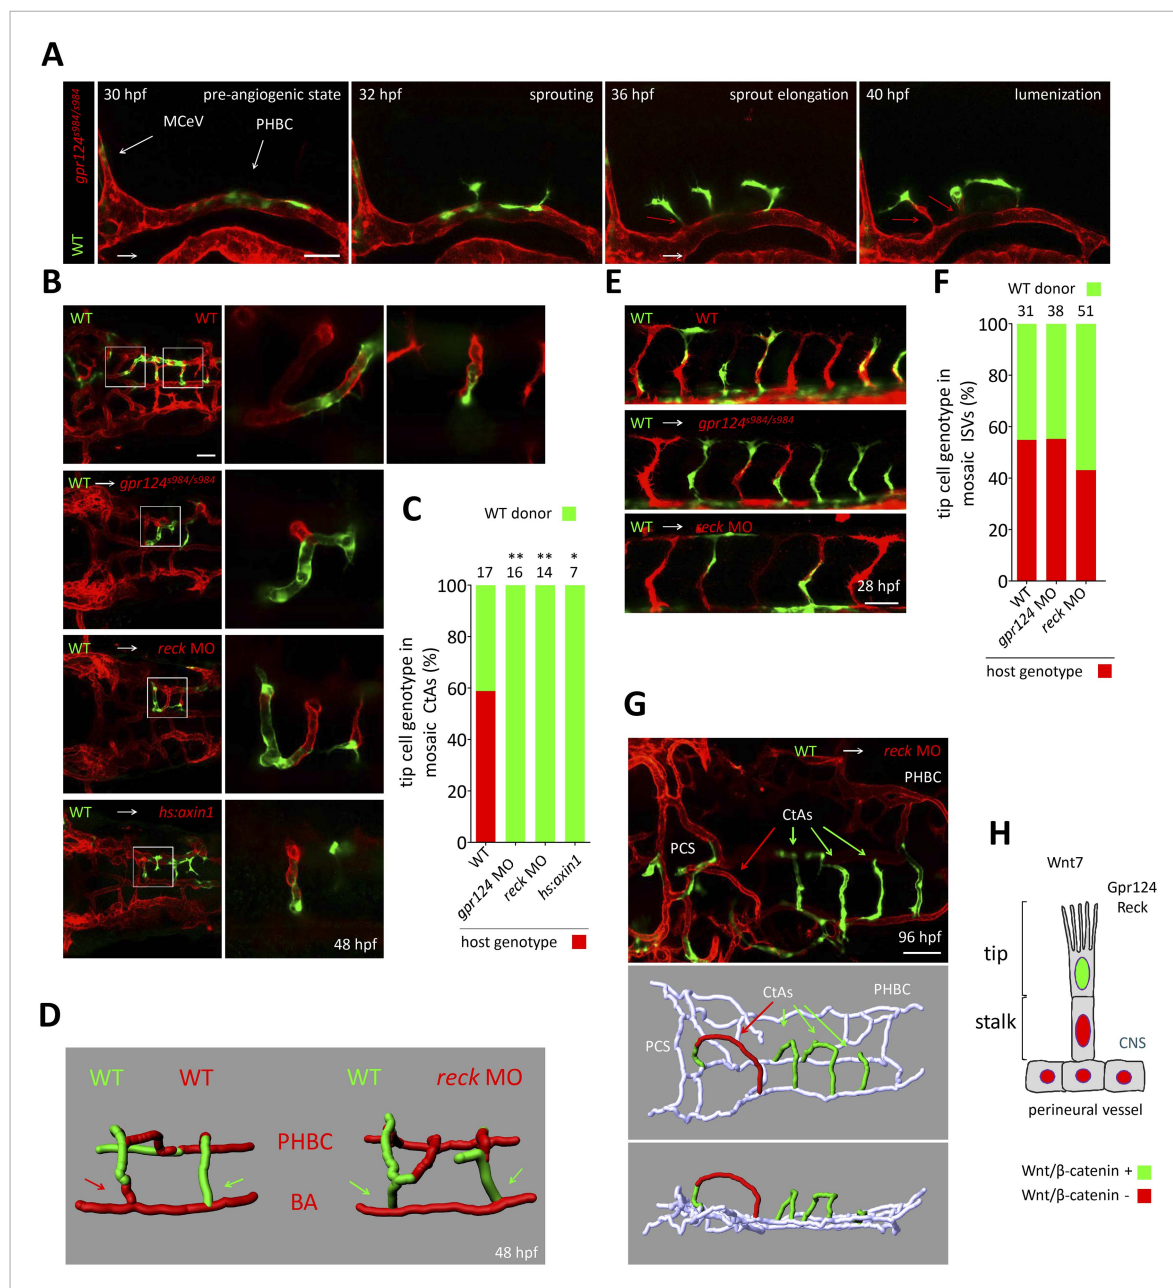 A
gpr124s984/s984
WT
30 hpf
pre-angiogenic state
MCeV
PHBC
32 hpf
sprouting
36 hpf
sprout elongation
40 hpf
lumenization
B
WT
WT
WT → gpr124s984/s984
WT → reck MO
WT → hs:axin1
48 hpf
C
WT donor
** ** *
17 16 14 7
100
80
60
40
20
0
tip cell genotype in
mosaic CtAs (%)
WT
gpr124 MO
reck MO
hs:axin1
host genotype
D
WT
WT
WT
reck MO
PHBC
BA
48 hpf
E
WT → WT
WT → gpr124s984/s984
WT → reck MO
28 hpf
F
WT donor
31 38 51
100
80
60
40
20
0
tip cell genotype in
mosaic ISVs (%)
WT
gpr124 MO
reck MO
host genotype
G
WT → reck MO
PHBC
CtAs
PCS
96 hpf
CtAs
PHBC
PCS
H
Wnt7
Gpr124
Reck
tip
stalk
CNS
perineural vessel
Wnt/β-catenin +
Wnt/β-catenin -